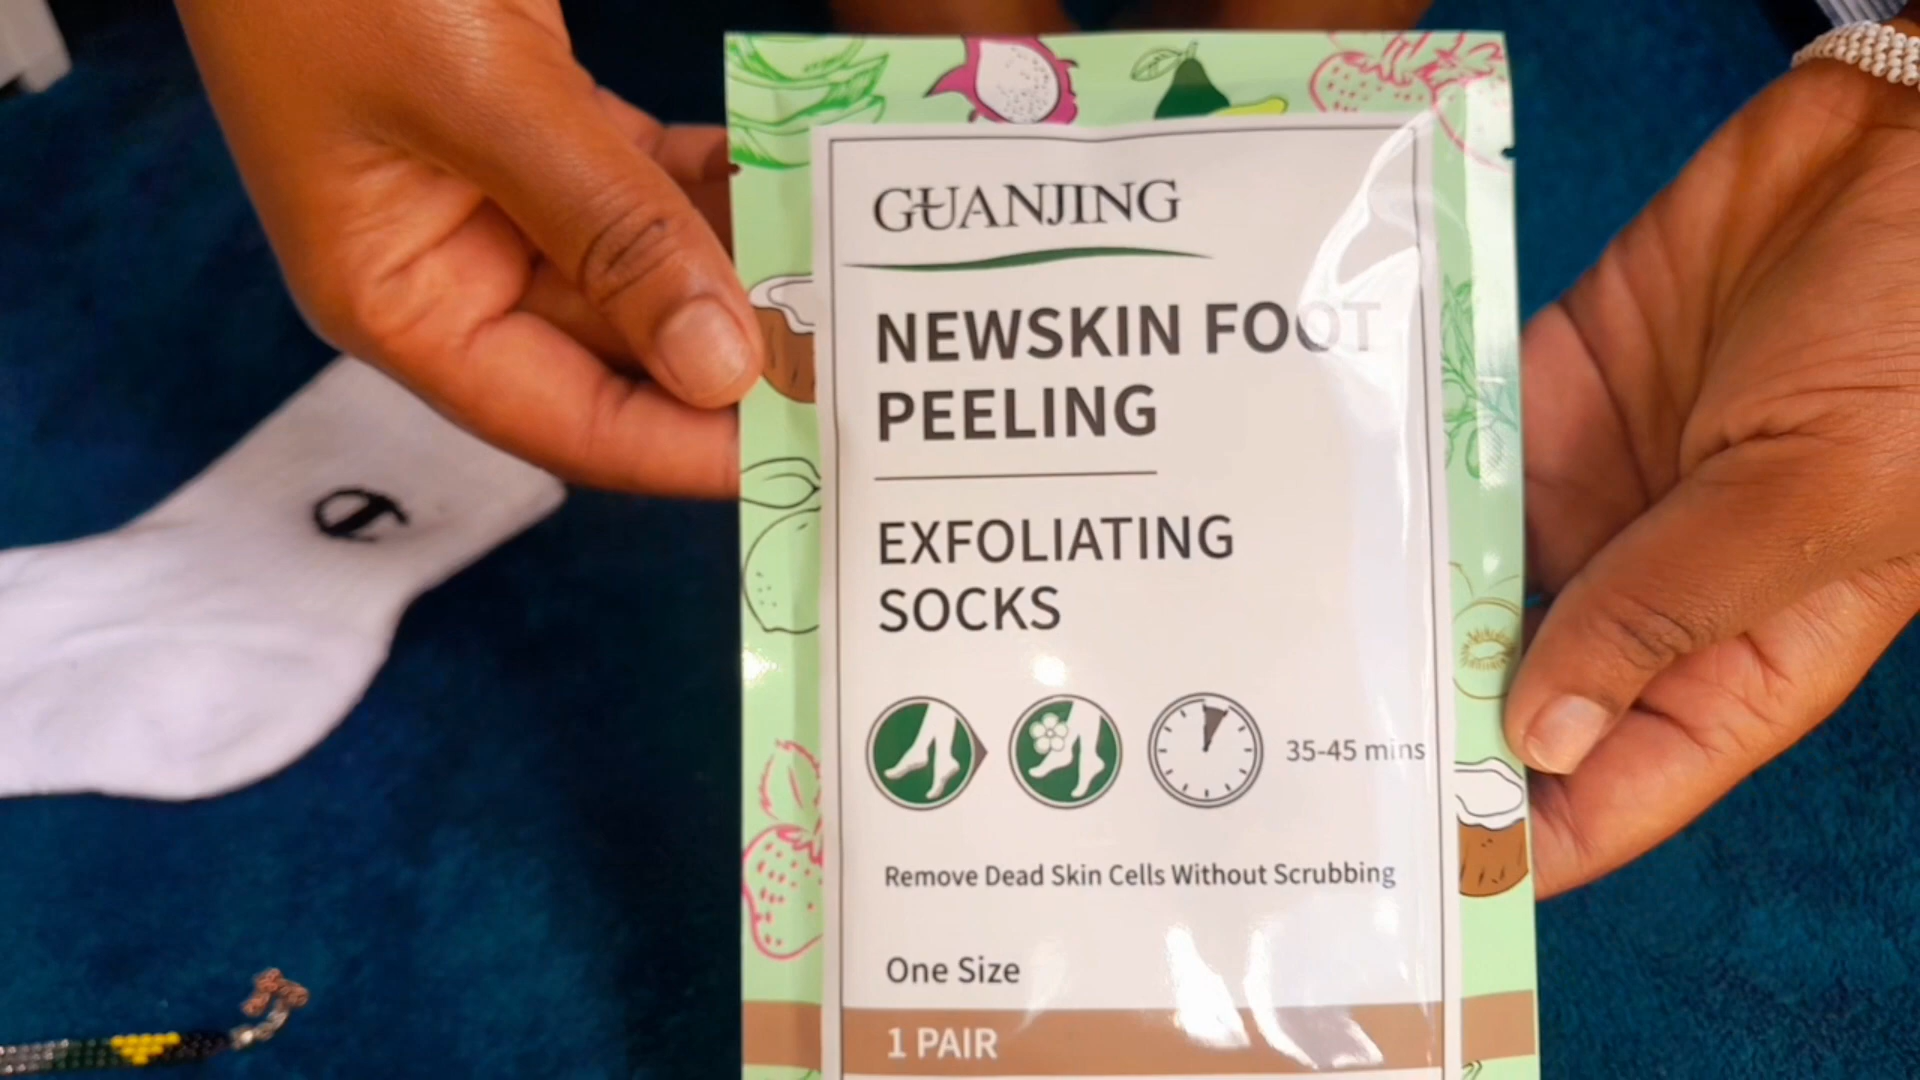 GUANJING
NEWSKIN FOOT
PEELING
EXFOLIATING
SOCKS
35-45 mins
Remove Dead Skin Cells Without Scrubbing
One Size
1 PAIR